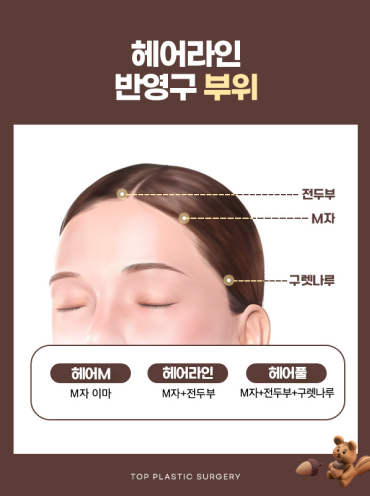 헤어라인
반영구 부위
전두부
M자
구렛나루
헤어M
M자 이마
헤어라인
M자+전두부
헤어풀
M자+전두부+구렛나루
TOP PLASTIC SURGERY